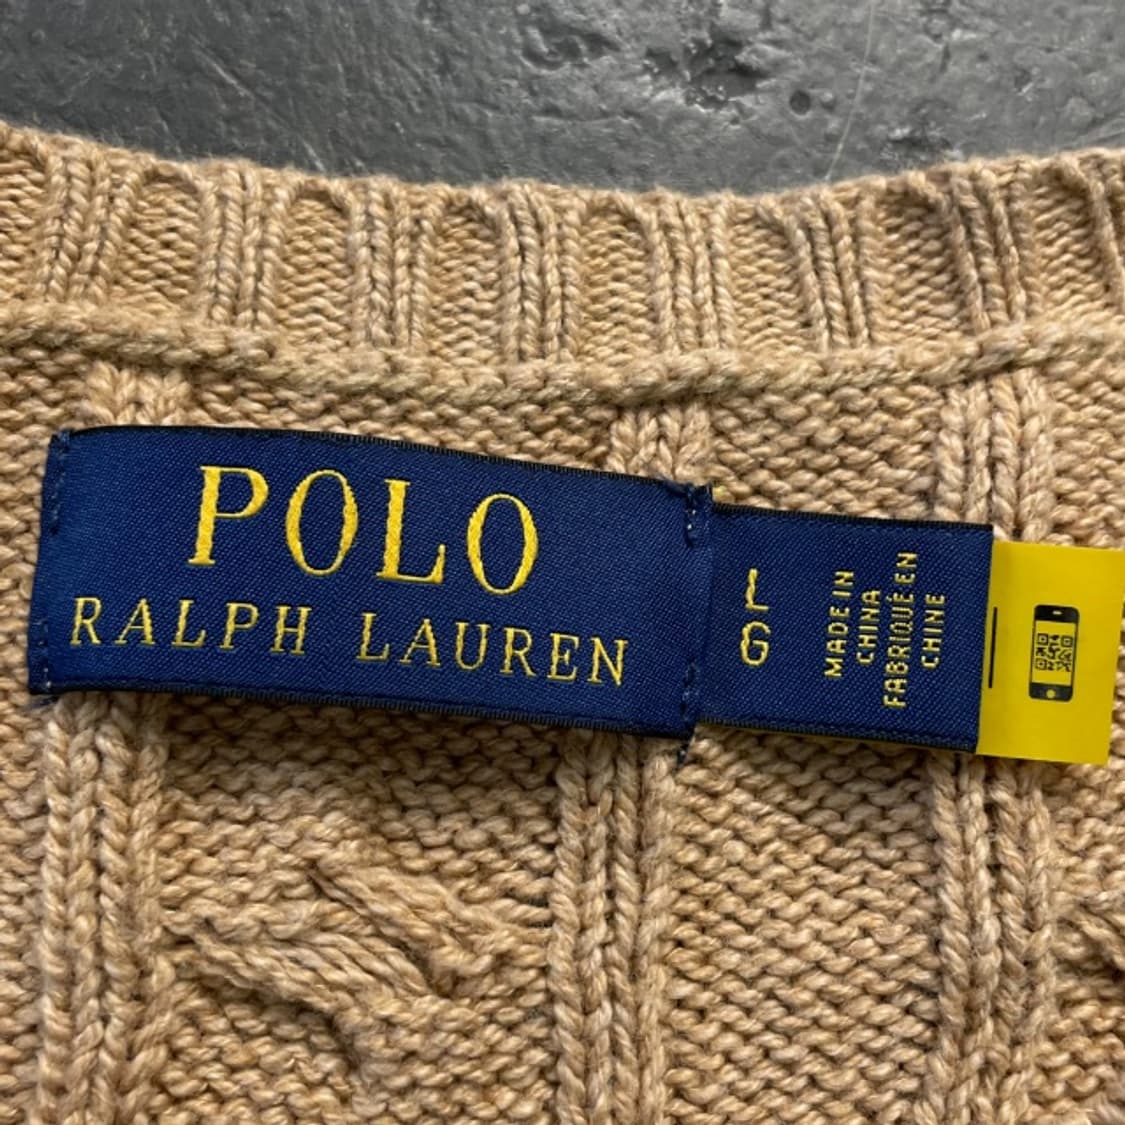 POLO
RALPH LAUREN
L
G
MADE IN
CHINA
FABRIQUÉ EN
CHINE